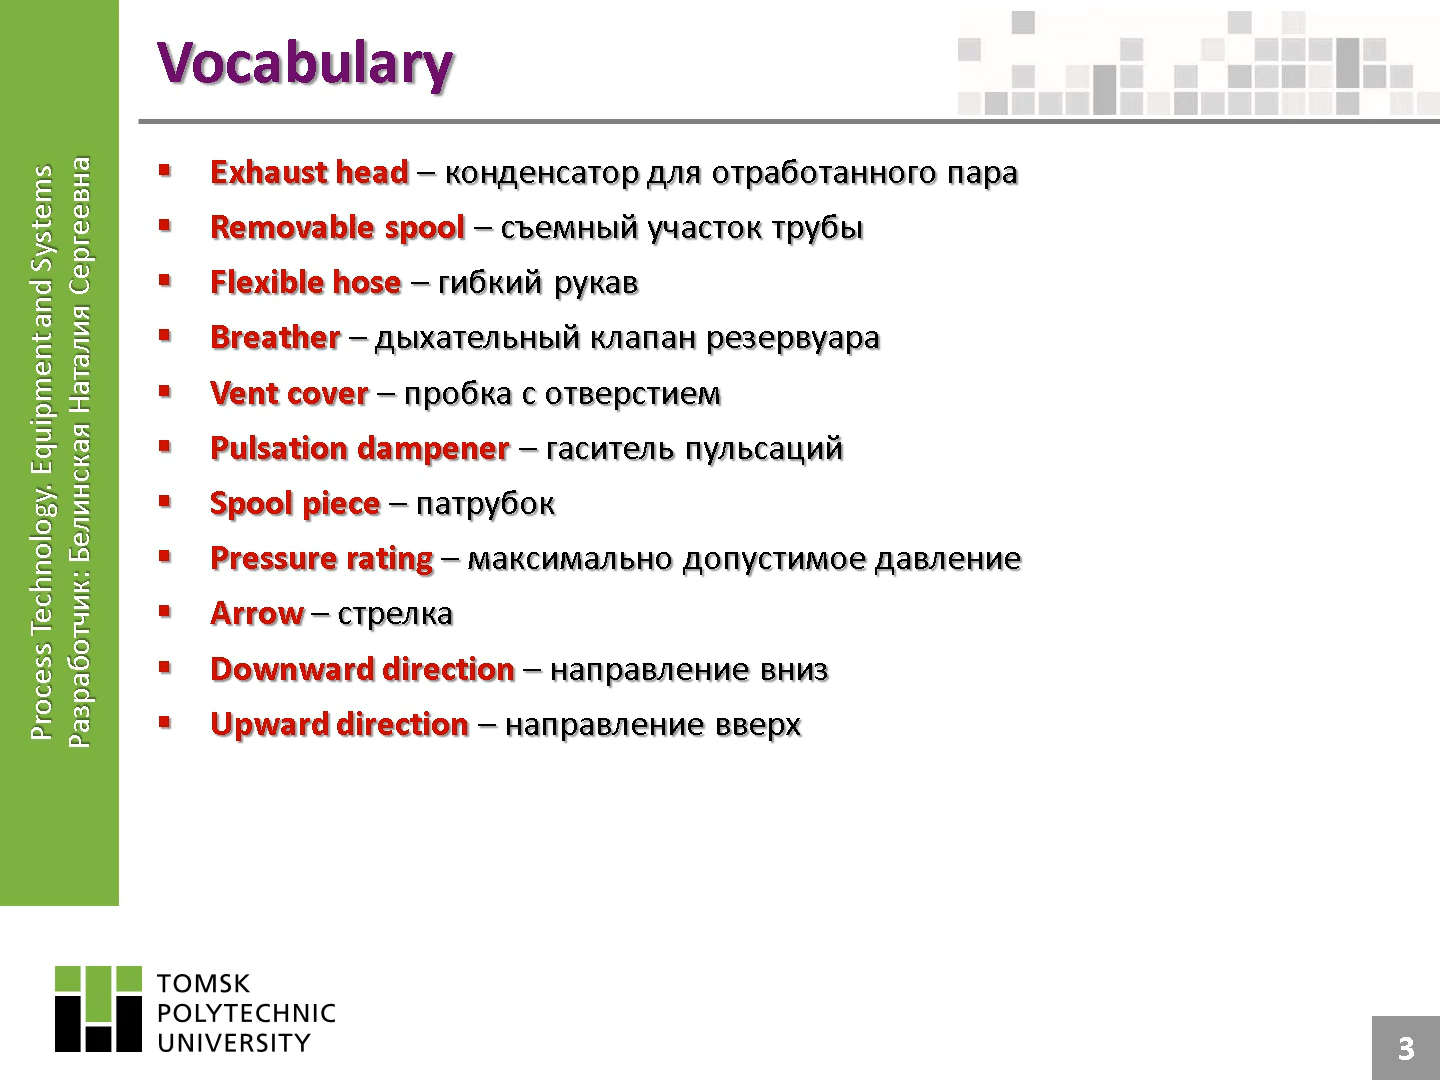 Vocabulary
Process Technology. Equipment and Systems
Разработчик: Белинская Наталия Сергеевна
▪ Exhaust head – конденсатор для отработанного пара
▪ Removable spool – съемный участок трубы
▪ Flexible hose – гибкий рукав
▪ Breather – дыхательный клапан резервуара
▪ Vent cover – пробка с отверстием
▪ Pulsation dampener – гаситель пульсаций
▪ Spool piece – патрубок
▪ Pressure rating – максимально допустимое давление
▪ Arrow – стрелка
▪ Downward direction – направление вниз
▪ Upward direction – направление вверх
TOMSK
POLYTECHNIC
UNIVERSITY
3